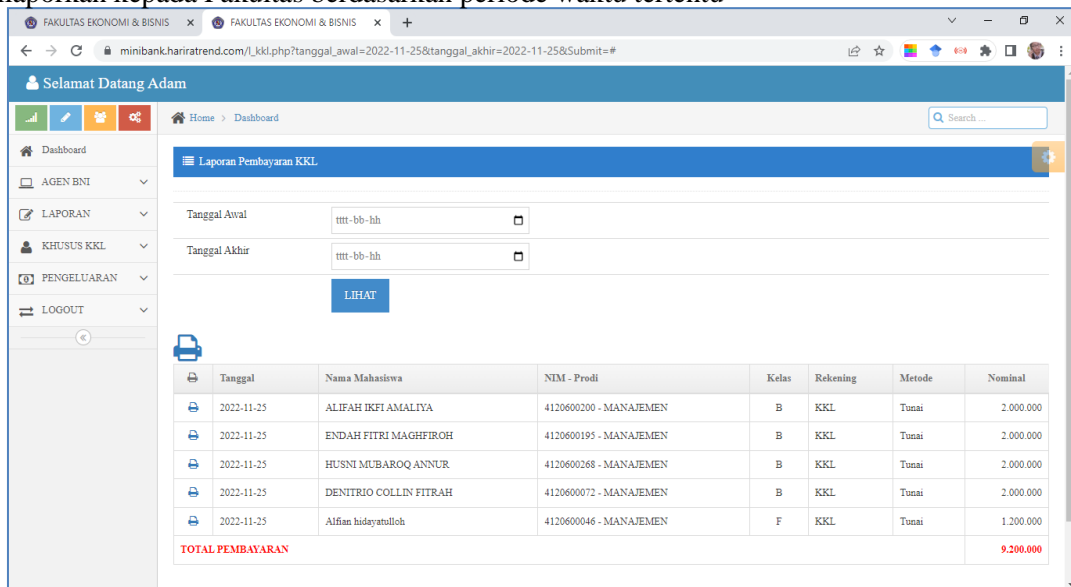 laporkan kepada Fakultas berdasarkan periode waktu tertentu
FAKULTAS EKONOMI & BISNIS
FAKULTAS EKONOMI & BISNIS
minibank.hariratrend.com/l_kkl.php?tanggal_awal=2022-11-25&tanggal_akhir=2022-11-25&Submit=#
Selamat Datang Adam
Home > Dashboard
Search ...
Dashboard
AGEN BNI
LAPORAN
KHUSUS KKL
PENGELUARAN
LOGOUT
Laporan Pembayaran KKL
Tanggal Awal tttt-bb-hh
Tanggal Akhir tttt-bb-hh
LIHAT
Tanggal Nama Mahasiswa NIM - Prodi Kelas Rekening Metode Nominal
2022-11-25 ALIFAH IKFI AMALIYA 4120600200 - MANAJEMEN B KKL Tunai 2.000.000
2022-11-25 ENDAH FITRI MAGHFIROH 4120600195 - MANAJEMEN B KKL Tunai 2.000.000
2022-11-25 HUSNI MUBAROQ ANNUR 4120600268 - MANAJEMEN B KKL Tunai 2.000.000
2022-11-25 DENITRIO COLLIN FITRAH 4120600072 - MANAJEMEN B KKL Tunai 2.000.000
2022-11-25 Alfian hidayatulloh 4120600046 - MANAJEMEN F KKL Tunai 1.200.000
TOTAL PEMBAYARAN 9.200.000